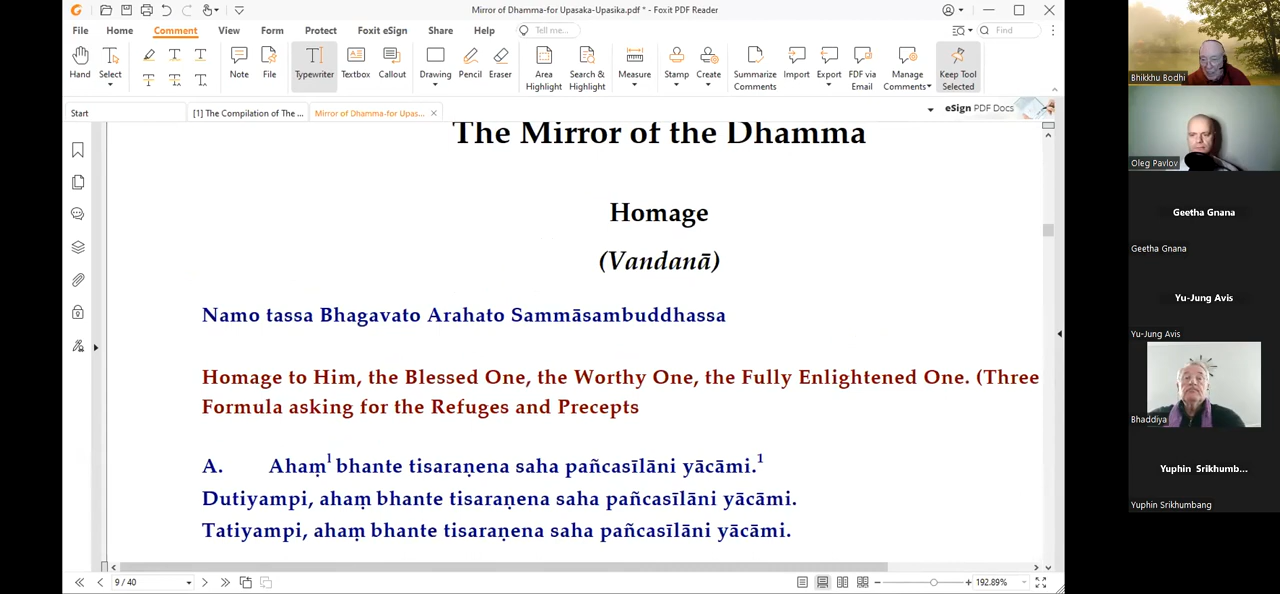 Mirror of Dhamma-for Upasaka-Upasika.pdf * - Foxit PDF Reader
File Home Comment View Form Protect Foxit eSign Share Help Tell me... Find
Hand Select Note File Typewriter Textbox Callout Drawing Pencil Eraser Area Highlight Search & Highlight Measure Stamp Create Summarize Comments Import Export FDF via Email Manage Comments Keep Tool Selected
Start [1] The Compilation of The ... Mirror of Dhamma-for Upas... eSign PDF Docs
The Mirror of the Dhamma
Homage
(Vandanā)
Namo tassa Bhagavato Arahato Sammāsambuddhassa
Homage to Him, the Blessed One, the Worthy One, the Fully Enlightened One. (Three
Formula asking for the Refuges and Precepts
A. Ahaṃ¹ bhante tisaraṇena saha pañcasīlāni yācāmi.¹
Dutiyampi, ahaṃ bhante tisaraṇena saha pañcasīlāni yācāmi.
Tatiyampi, ahaṃ bhante tisaraṇena saha pañcasīlāni yācāmi.
9 / 40 192.89%
Bhikkhu Bodhi
Oleg Pavlov
Geetha Gnana
Geetha Gnana
Yu-Jung Avis
Yu-Jung Avis
Bhaddiya
Yuphin Srikhumb...
Yuphin Srikhumbang